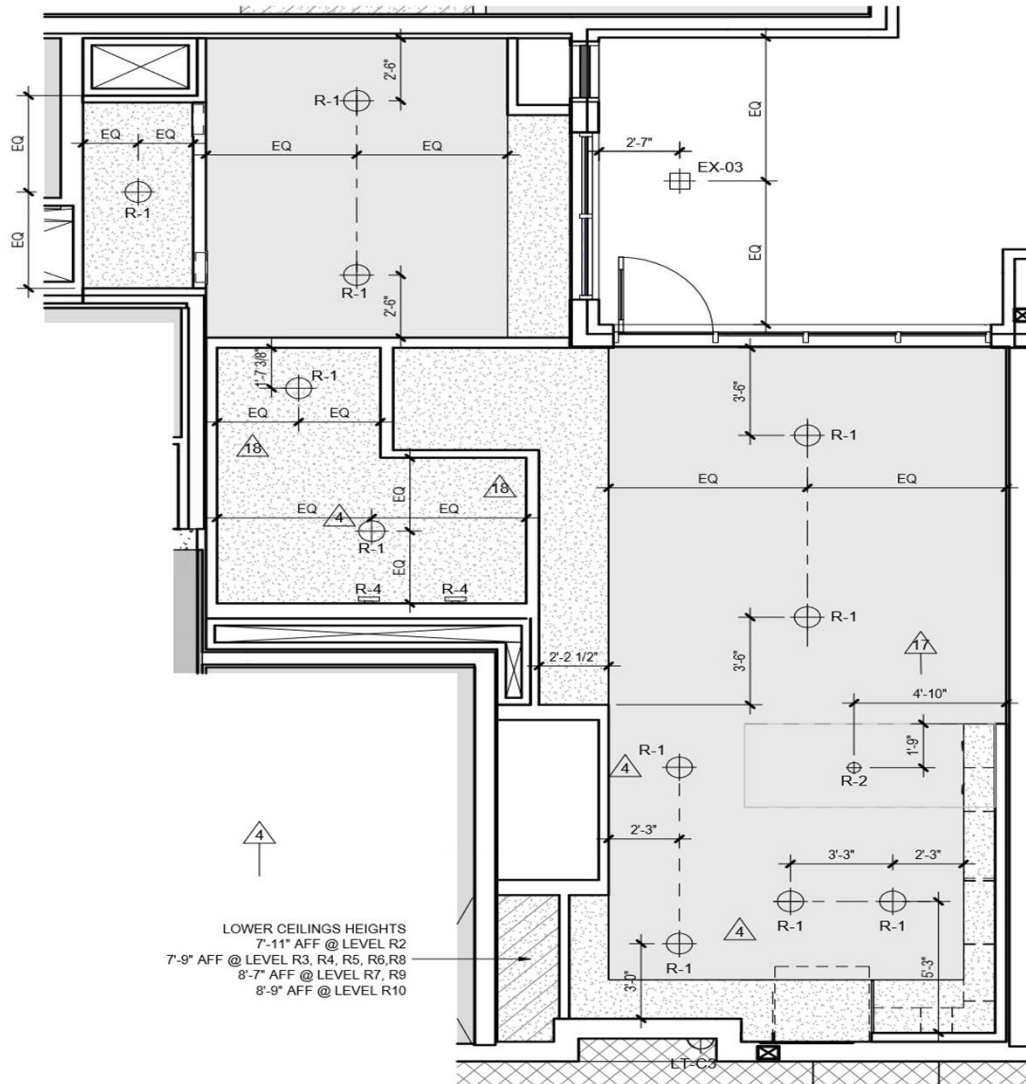 2'-6"
R-1
EQ
EQ
EQ
EQ
2'-7"
EX-03
EQ
EQ
R-1
EQ
EQ
R-1
2'-6"
EQ
1'-7 3/8"
R-1
EQ
EQ
3'-6"
R-1
18
18
EQ
EQ
EQ
EQ
4
EQ
R-1
EQ
R-4
R-4
R-1
3'-6"
17
2'-2 1/2"
4'-10"
R-1
4
1'-9"
R-2
4
2'-3"
3'-3"
2'-3"
LOWER CEILINGS HEIGHTS
7'-11" AFF @ LEVEL R2
7'-9" AFF @ LEVEL R3, R4, R5, R6,R8
8'-7" AFF @ LEVEL R7, R9
8'-9" AFF @ LEVEL R10
R-1
R-1
4
R-1
3'-0"
5'-3"
LT-C3